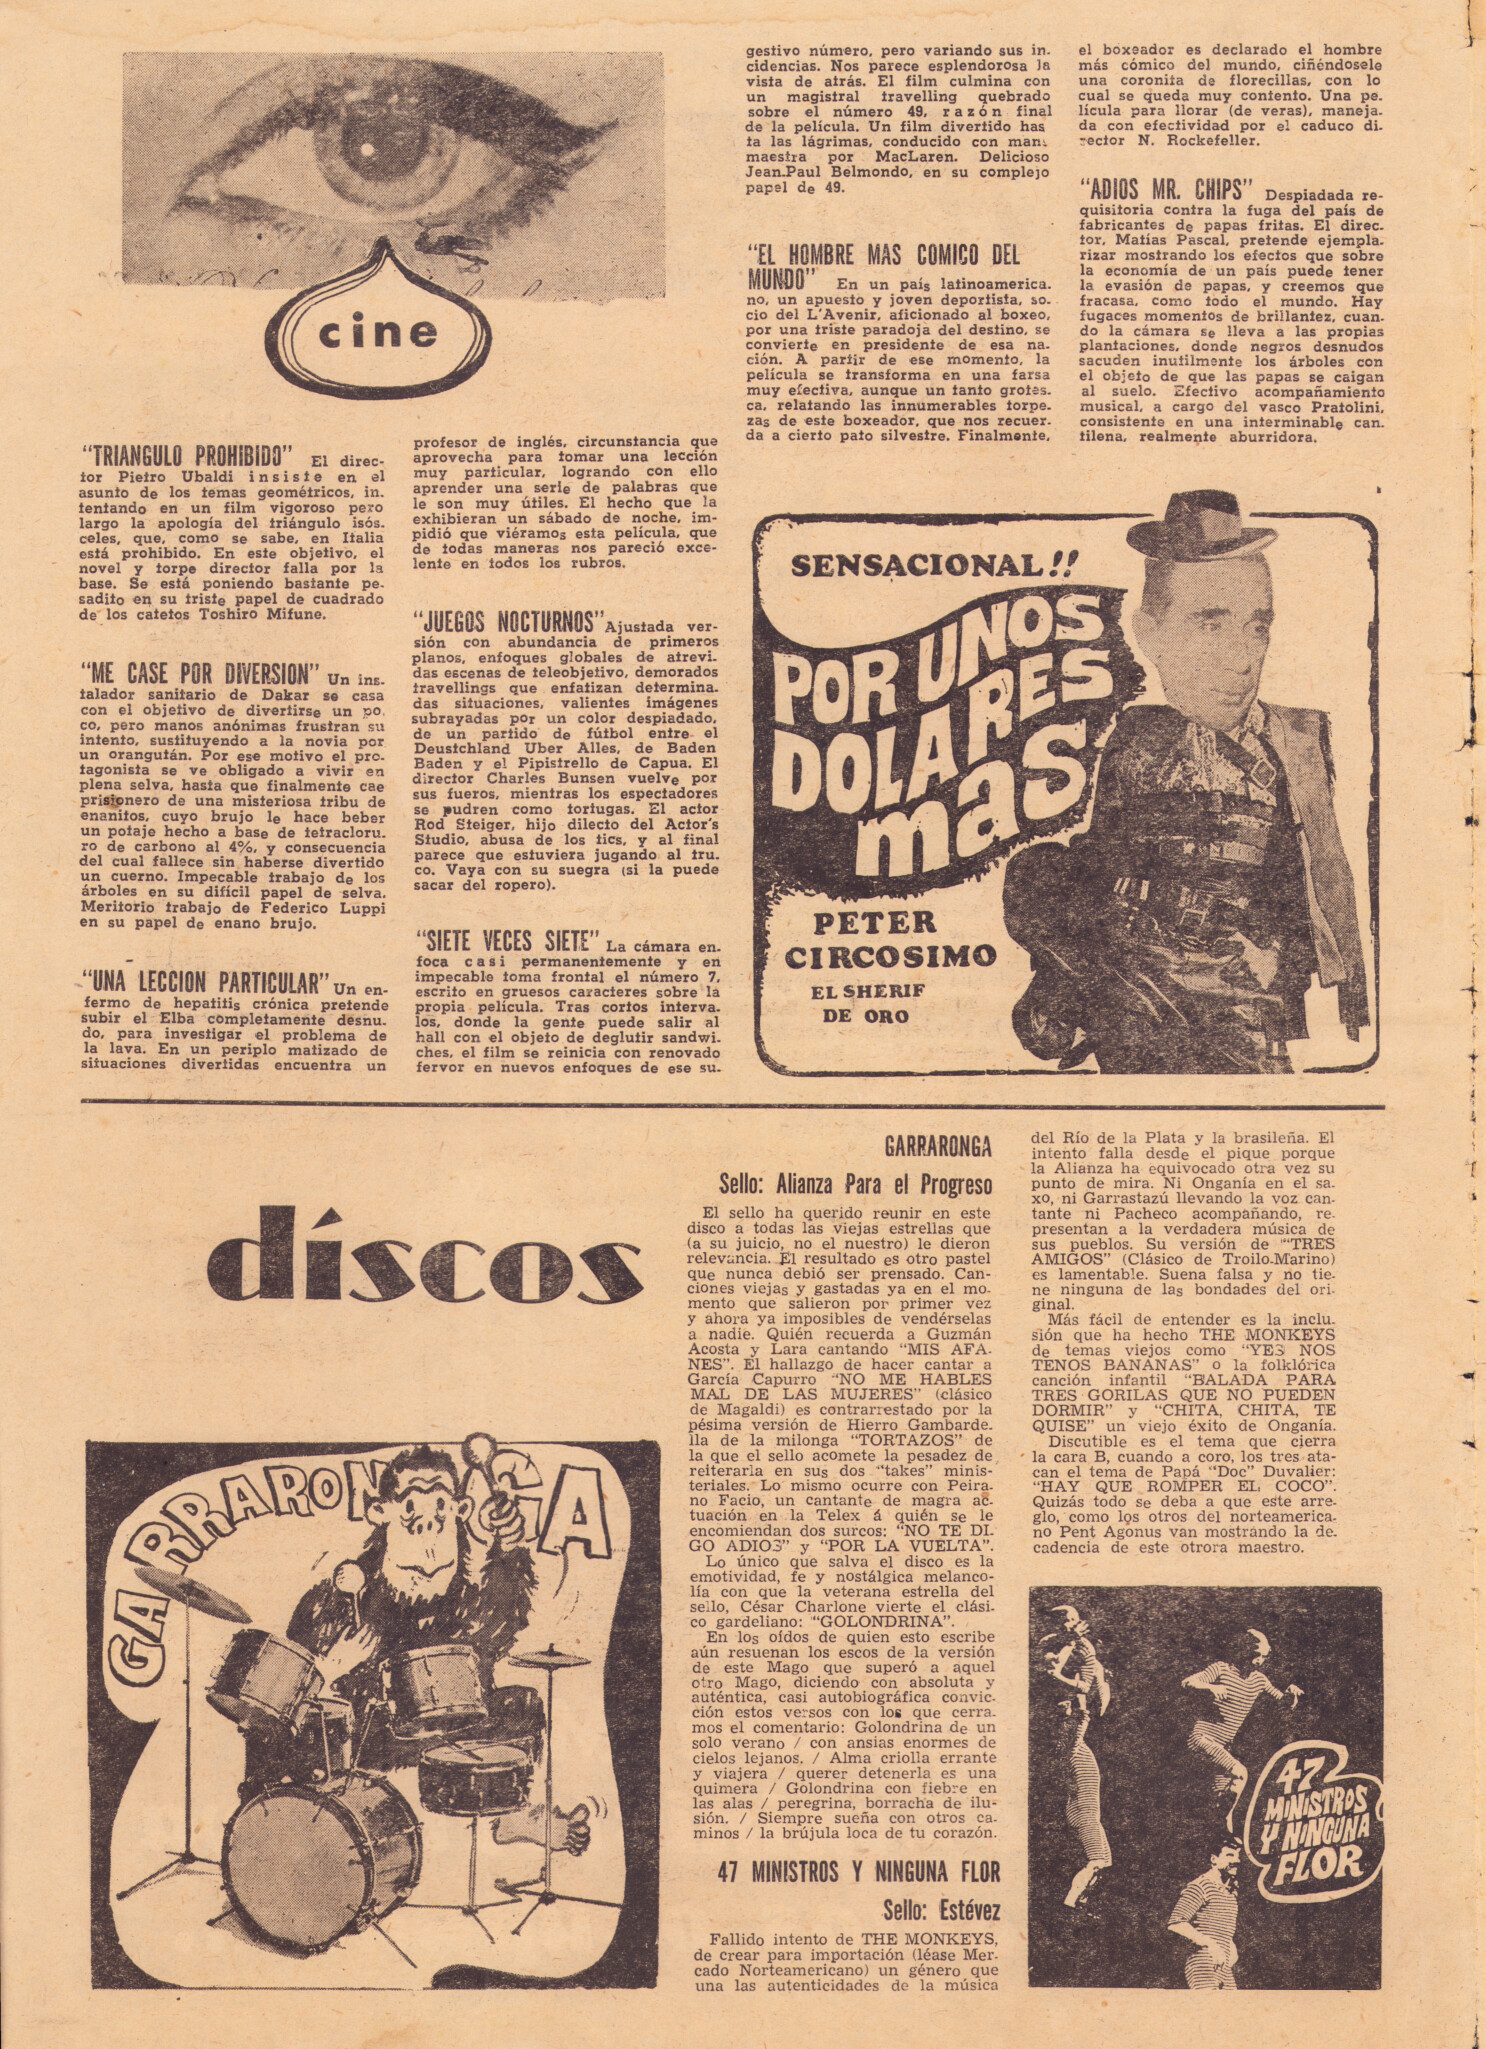 cine
"TRIANGULO PROHIBIDO" El direc-
tor Pietro Ubaldi insiste en el
asunto de los temas geométricos, in-
tentando en un film vigoroso pero
largo la apología del triángulo isós.
celes, que, como se sabe, en Italia
está prohibido. En este objetivo, el
novel y torpe director falla por la
base. Se está poniendo bastante pe-
sadito en su triste papel de cuadrado
de los catetos Toshiro Mifune.
"ME CASE POR DIVERSION" Un ins-
talador sanitario de Dakar se casa
con el objetivo de divertirse un po.
co, pero manos anónimas frustran su
intento, sustituyendo a la novia por
un orangután. Por ese motivo el pro-
tagonista se ve obligado a vivir en
plena selva, hasta que finalmente cae
prisionero de una misteriosa tribu de
enanitos, cuyo brujo le hace beber
un potaje hecho a base de tetracloru.
ro de carbono al 4%, y consecuencia
del cual fallece sin haberse divertido
un cuerno. Impecable trabajo de los
árboles en su difícil papel de selva.
Meritorio trabajo de Federico Luppi
en su papel de enano brujo.
"UNA LECCION PARTICULAR" Un en-
fermo de hepatitis crónica pretende
subir el Elba completamente desnu-
do, para investigar el problema de
la lava. En un periplo matizado de
situaciones divertidas encuentra un
profesor de inglés, circunstancia que
aprovecha para tomar una lección
muy particular, logrando con ello
aprender una serie de palabras que
le son muy útiles. El hecho que la
exhibieran un sábado de noche, im-
pidió que viéramos esta película, que
de todas maneras nos pareció exce-
lente en todos los rubros.
"JUEGOS NOCTURNOS" Ajustada ver-
sión con abundancia de primeros
planos, enfoques globales de atrevi-
das escenas de teleobjetivo, demorados
travellings que enfatizan determina.
das situaciones, valientes imágenes
subrayadas por un color despiadado,
de un partido de fútbol entre el
Deustchland Uber Alles, de Baden
Baden y el Pipistrello de Capua. El
director Charles Bunsen vuelve por
sus fueros, mientras los espectadores
se pudren como tortugas. El actor
Rod Steiger, hijo dilecto del Actor's
Studio, abusa de los tics, y al final
parece que estuviera jugando al tru.
co. Vaya con su suegra (si la puede
sacar del ropero).
"SIETE VECES SIETE" La cámara en.
foca casi permanentemente y en
impecable toma frontal el número 7,
escrito en gruesos caracteres sobre la
propia película. Tras cortos interva-
los, donde la gente puede salir al
hall con el objeto de deglutir sandwi-
ches, el film se reinicia con renovado
fervor en nuevos enfoques de ese su-
gestivo número, pero variando sus in-
cidencias. Nos parece esplendorosa la
vista de atrás. El film culmina con
un magistral travelling quebrado
sobre el número 49, razón final
de la película. Un film divertido has
ta las lágrimas, conducido con mano
maestra por MacLaren. Delicioso
Jean-Paul Belmondo, en su complejo
papel de 49.
"EL HOMBRE MAS COMICO DEL
MUNDO" En un país latinoamerica.
no, un apuesto y joven deportista, so-
cio del L'Avenir, aficionado al boxeo,
por una triste paradoja del destino, se
convierte en presidente de esa na-
ción. A partir de ese momento, la
película se transforma en una farsa
muy efectiva, aunque un tanto grotes-
ca, relatando las innumerables torpe-
zas de este boxeador, que nos recuer-
da a cierto pato silvestre. Finalmente,
el boxeador es declarado el hombre
más cómico del mundo, ciñéndosele
una coronita de florecillas, con lo
cual se queda muy contento. Una pe.
lícula para llorar (de veras), maneja-
da con efectividad por el caduco di-
rector N. Rockefeller.
"ADIOS MR. CHIPS" Despiadada re-
quisitoria contra la fuga del país de
fabricantes de papas fritas. El direc-
tor, Matías Pascal, pretende ejempla-
rizar mostrando los efectos que sobre
la economía de un país puede tener
la evasión de papas, y creemos que
fracasa, como todo el mundo. Hay
fugaces momentos de brillantez, cuan-
do la cámara se lleva a las propias
plantaciones, donde negros desnudos
sacuden inutilmente los árboles con
el objeto de que las papas se caigan
al suelo. Efectivo acompañamiento
musical, a cargo del vasco Pratolini,
consistente en una interminable can-
tilena, realmente aburridora.
SENSACIONAL!!
POR UNOS
DOLARES
mas
PETER
CIRCOSIMO
EL SHERIF
DE ORO
discos
GARRARONGA
GARRARONGA
Sello: Alianza Para el Progreso
El sello ha querido reunir en este
disco a todas las viejas estrellas que
(a su juicio, no el nuestro) le dieron
relevancia. El resultado es otro pastel
que nunca debió ser prensado. Can-
ciones viejas y gastadas ya en el mo-
mento que salieron por primer vez
y ahora ya imposibles de vendérselas
a nadie. Quién recuerda a Guzmán
Acosta y Lara cantando "MIS AFA-
NES". El hallazgo de hacer cantar a
García Capurro "NO ME HABLES
MAL DE LAS MUJERES" (clásico
de Magaldi) es contrarrestado por la
pésima versión de Hierro Gambarde.
lla de la milonga "TORTAZOS" de
la que el sello acomete la pesadez de
reiterarla en sus dos "takes" minis-
teriales. Lo mismo ocurre con Peira-
no Facio, un cantante de magra ac-
tuación en la Telex á quién se le
encomiendan dos surcos: "NO TE DI-
GO ADIOS" y "POR LA VUELTA".
Lo único que salva el disco es la
emotividad, fe y nostálgica melanco-
lía con que la veterana estrella del
sello, César Charlone vierte el clási-
co gardeliano: "GOLONDRINA".
En los oídos de quien esto escribe
aún resuenan los escos de la versión
de este Mago que superó a aquel
otro Mago, diciendo con absoluta y
auténtica, casi autobiográfica convic-
ción estos versos con los que cerra-
mos el comentario: Golondrina de un
solo verano / con ansias enormes de
cielos lejanos, / Alma criolla errante
y viajera / querer detenerla es una
quimera / Golondrina con fiebre en
las alas / peregrina, borracha de ilu-
sión. / Siempre sueña con otros ca-
minos / la brújula loca de tu corazón.
47 MINISTROS Y NINGUNA FLOR
Sello: Estévez
Fallido intento de THE MONKEYS,
de crear para importación (léase Mer-
cado Norteamericano) un género que
una las autenticidades de la música
del Río de la Plata y la brasileña. El
intento falla desde el pique porque
la Alianza ha equivocado otra vez su
punto de mira. Ni Onganía en el sa-
xo, ni Garrastazú llevando la voz can-
tante ni Pacheco acompañando, re-
presentan a la verdadera música de
sus pueblos. Su versión de "TRES
AMIGOS" (Clásico de Troilo-Marino)
es lamentable. Suena falsa y no tie-
ne ninguna de las bondades del ori-
ginal.
Más fácil de entender es la inclu-
sión que ha hecho THE MONKEYS
de temas viejos como "YES NOS
TENOS BANANAS" o la folklórica
canción infantil "BALADA PARA
TRES GORILAS QUE NO PUEDEN
DORMIR" y "CHITA, CHITA, TE
QUISE" un viejo éxito de Onganía.
Discutible es el tema que cierra
la cara B, cuando a coro, los tres ata-
can el tema de Papá "Doc" Duvalier:
"HAY QUE ROMPER EL COCO".
Quizás todo se deba a que este arre-
glo, como los otros del norteamerica-
no Pent Agonus van mostrando la de.
cadencia de este otrora maestro.
47
MINISTROS
Y NINGUNA
FLOR